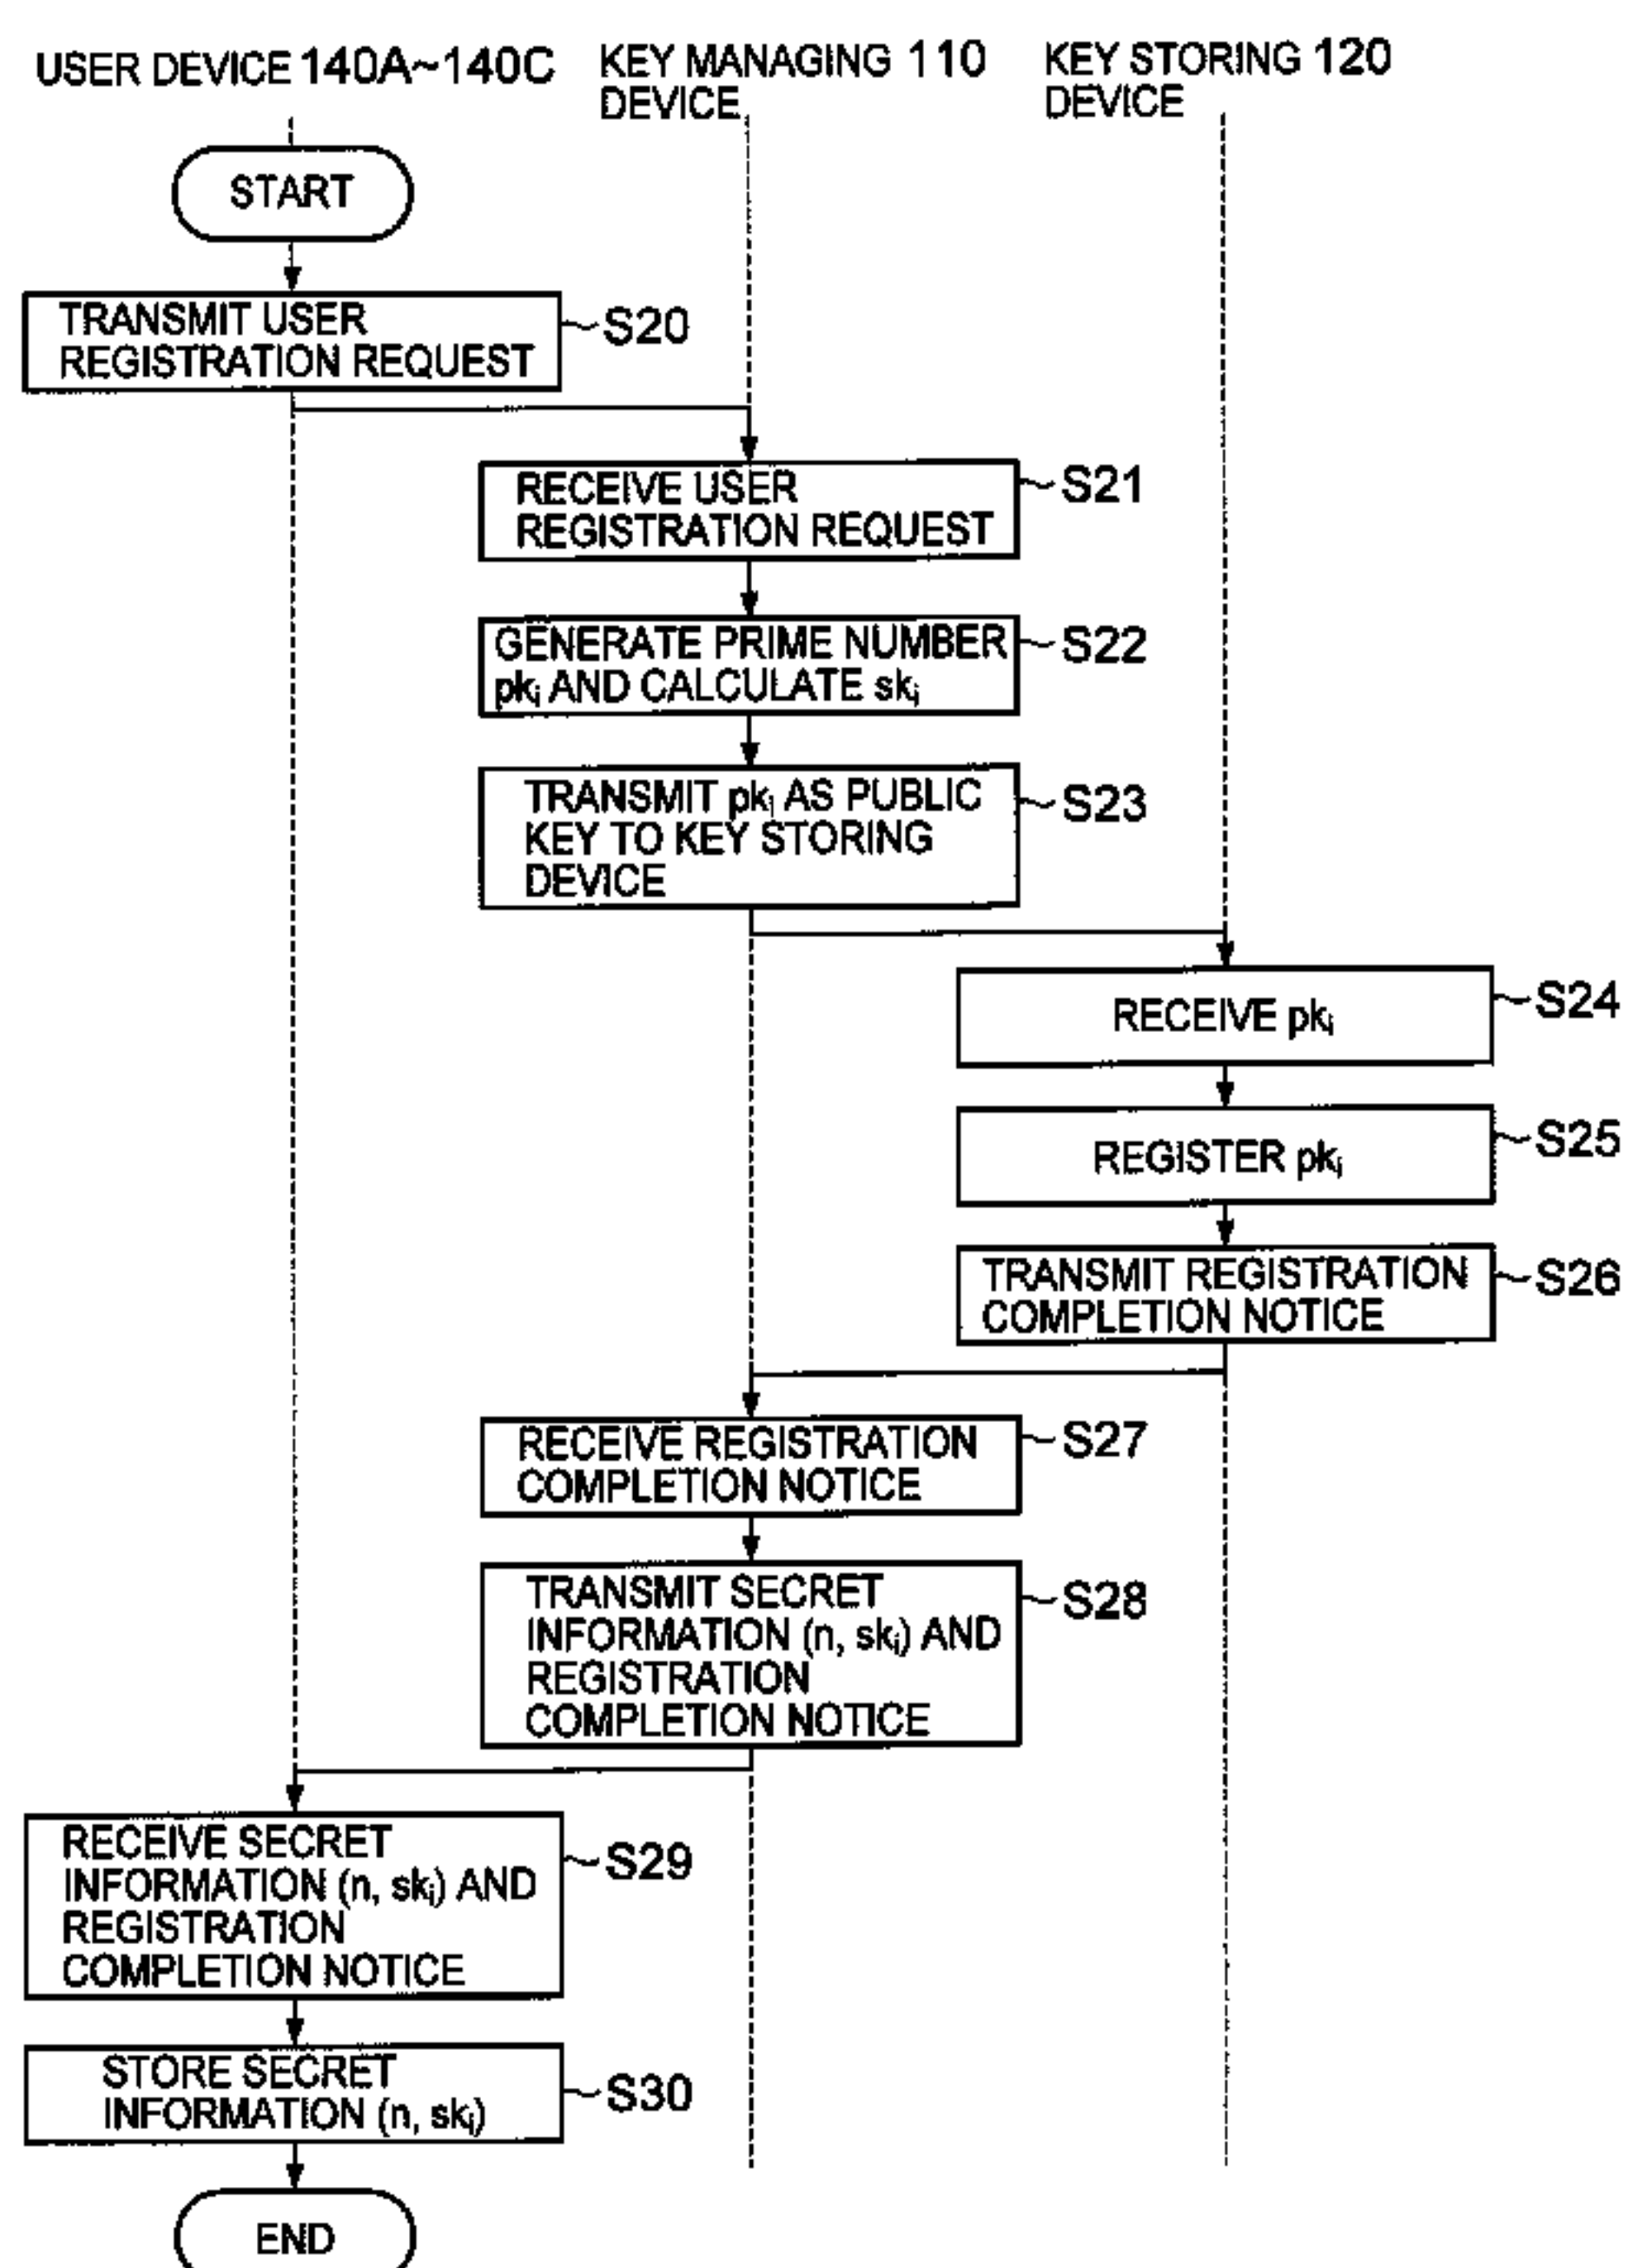 USER DEVICE 140A~140C
KEY MANAGING 110
DEVICE
KEY STORING 120
DEVICE
START
TRANSMIT USER
REGISTRATION REQUEST
S20
RECEIVE USER
REGISTRATION REQUEST
S21
GENERATE PRIME NUMBER
pkᵢ AND CALCULATE skᵢ
S22
TRANSMIT pkᵢ AS PUBLIC
KEY TO KEY STORING
DEVICE
S23
RECEIVE pkᵢ
S24
REGISTER pkᵢ
S25
TRANSMIT REGISTRATION
COMPLETION NOTICE
S26
RECEIVE REGISTRATION
COMPLETION NOTICE
S27
TRANSMIT SECRET
INFORMATION (n, skᵢ) AND
REGISTRATION
COMPLETION NOTICE
S28
RECEIVE SECRET
INFORMATION (n, skᵢ) AND
REGISTRATION
COMPLETION NOTICE
S29
STORE SECRET
INFORMATION (n, skᵢ)
S30
END